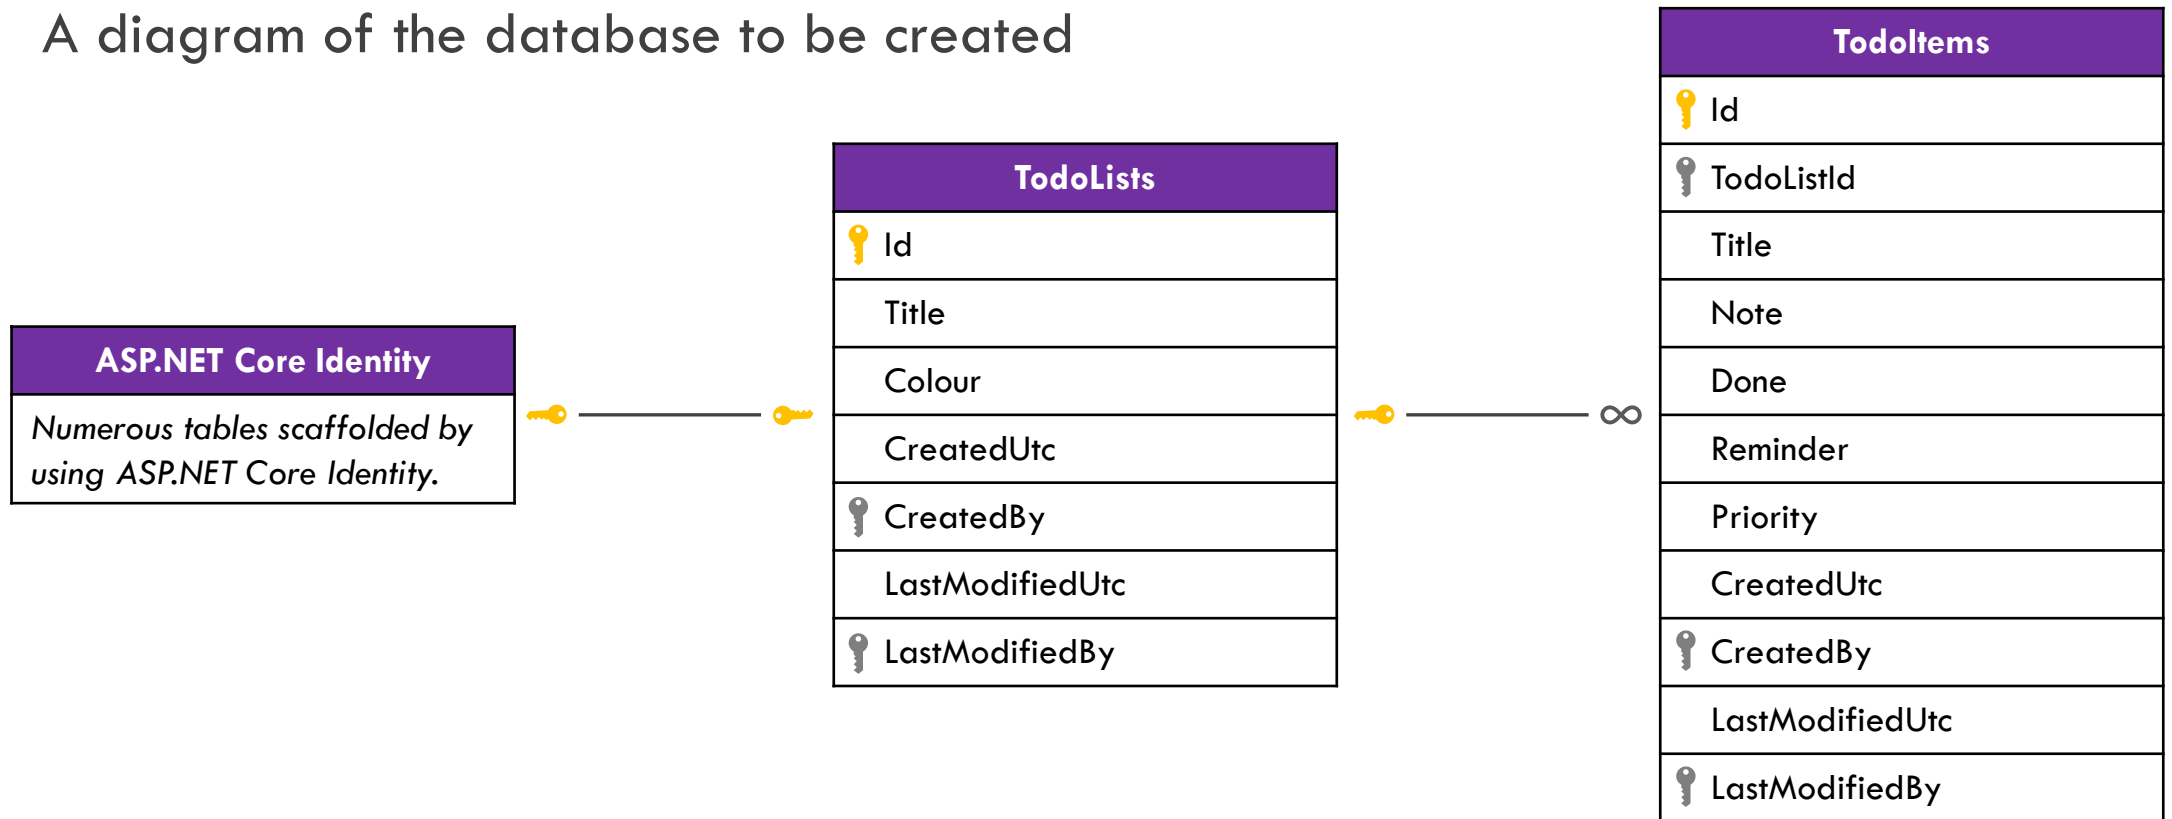 A diagram of the database to be created
ASP.NET Core Identity
Numerous tables scaffolded by
using ASP.NET Core Identity.
TodoLists
Id
Title
Colour
CreatedUtc
CreatedBy
LastModifiedUtc
LastModifiedBy
TodoItems
Id
TodoListId
Title
Note
Done
Reminder
Priority
CreatedUtc
CreatedBy
LastModifiedUtc
LastModifiedBy